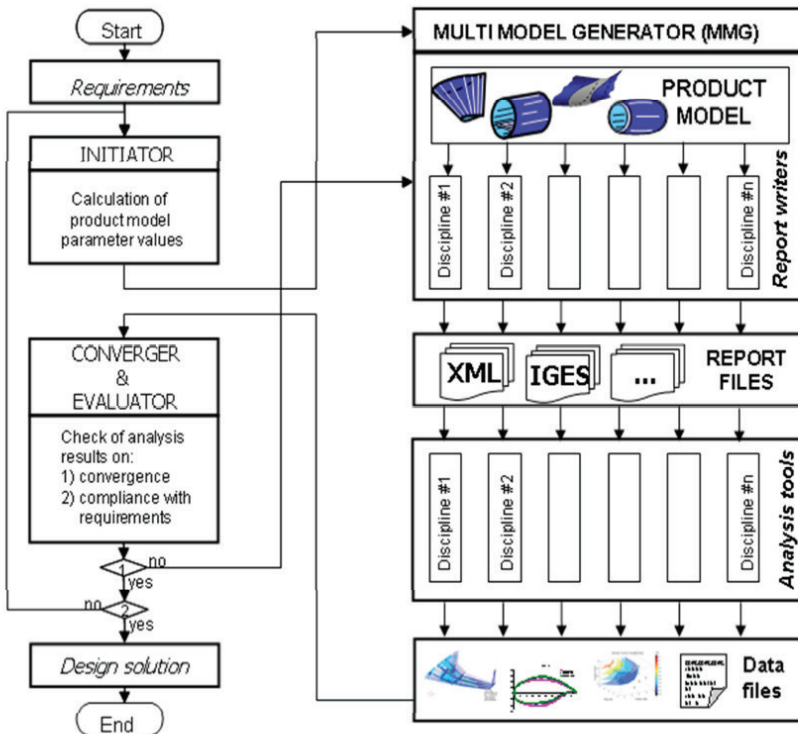 Start
Requirements
INITIATOR
Calculation of
product model
parameter values
CONVERGER
&
EVALUATOR
Check of analysis
results on:
1) convergence
2) compliance with
requirements
1
no
yes
no
2
yes
Design solution
End
MULTI MODEL GENERATOR (MMG)
PRODUCT
MODEL
Discipline #1
Discipline #2
Discipline #n
Report writers
XML
IGES
...
REPORT
FILES
Discipline #1
Discipline #2
Discipline #n
Analysis tools
Data
files